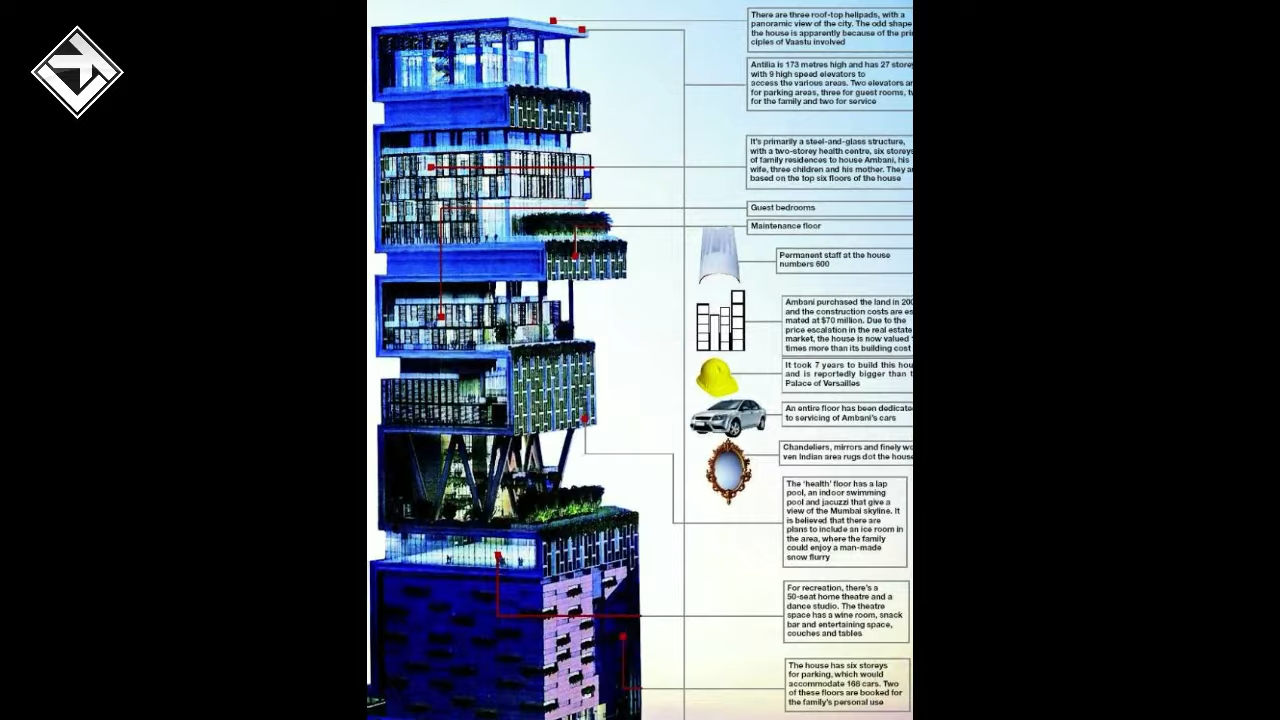 There are three roof-top helipads, with a
panoramic view of the city. The odd shape
the house is apparently because of the prin
ciples of Vaastu involved
Antilia is 173 metres high and has 27 storey
with 9 high speed elevators to
access the various areas. Two elevators ar
for parking areas, three for guest rooms, tw
for the family and two for service
It's primarily a steel-and-glass structure,
with a two-storey health centre, six storeys
of family residences to house Ambani, his
wife, three children and his mother. They ar
based on the top six floors of the house
Guest bedrooms
Maintenance floor
Permanent staff at the house
numbers 600
Ambani purchased the land in 200
and the construction costs are es
mated at $70 million. Due to the
price escalation in the real estate
market, the house is now valued
times more than its building cost
It took 7 years to build this hou
and is reportedly bigger than t
Palace of Versailles
An entire floor has been dedicate
to servicing of Ambani's cars
Chandeliers, mirrors and finely wo
ven Indian area rugs dot the house
The 'health' floor has a lap
pool, an indoor swimming
pool and jacuzzi that give a
view of the Mumbai skyline. It
is believed that there are
plans to include an ice room in
the area, where the family
could enjoy a man-made
snow flurry
For recreation, there's a
50-seat home theatre and a
dance studio. The theatre
space has a wine room, snack
bar and entertaining space,
couches and tables
The house has six storeys
for parking, which would
accommodate 168 cars. Two
of these floors are booked for
the family's personal use